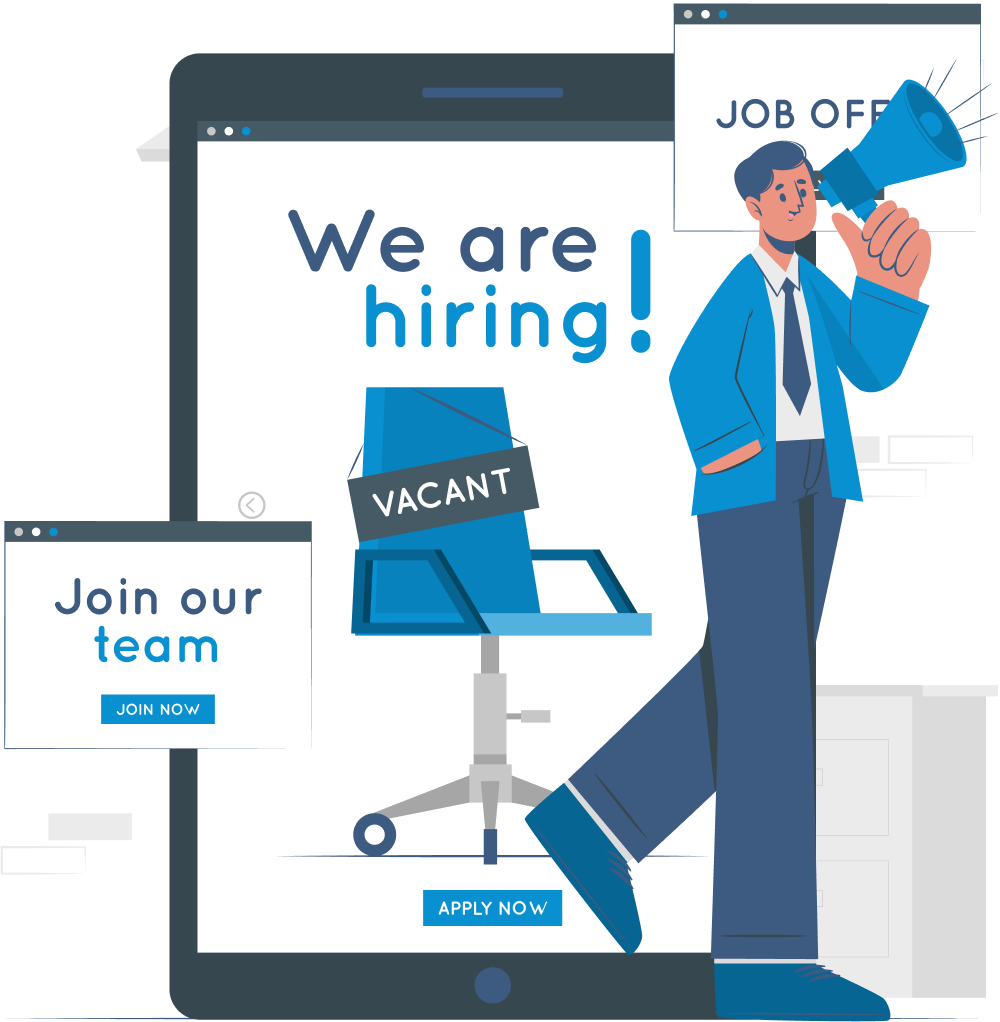 JOB OFF
We are
hiring!
VACANT
Join our
team
JOIN NOW
APPLY NOW